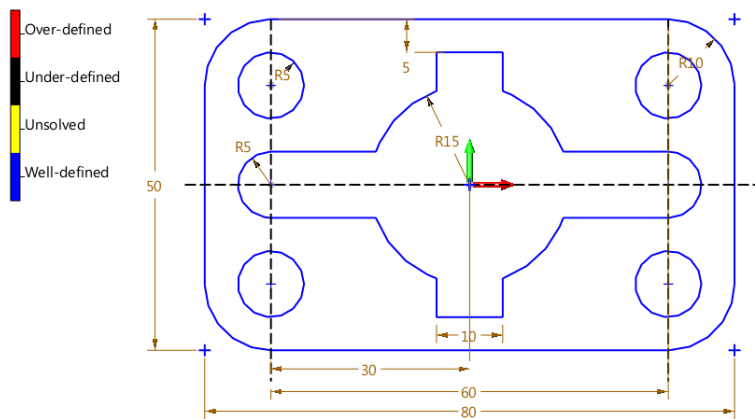 Over-defined
Under-defined
Unsolved
Well-defined
5
R5
R10
R15
R5
50
10
30
60
80